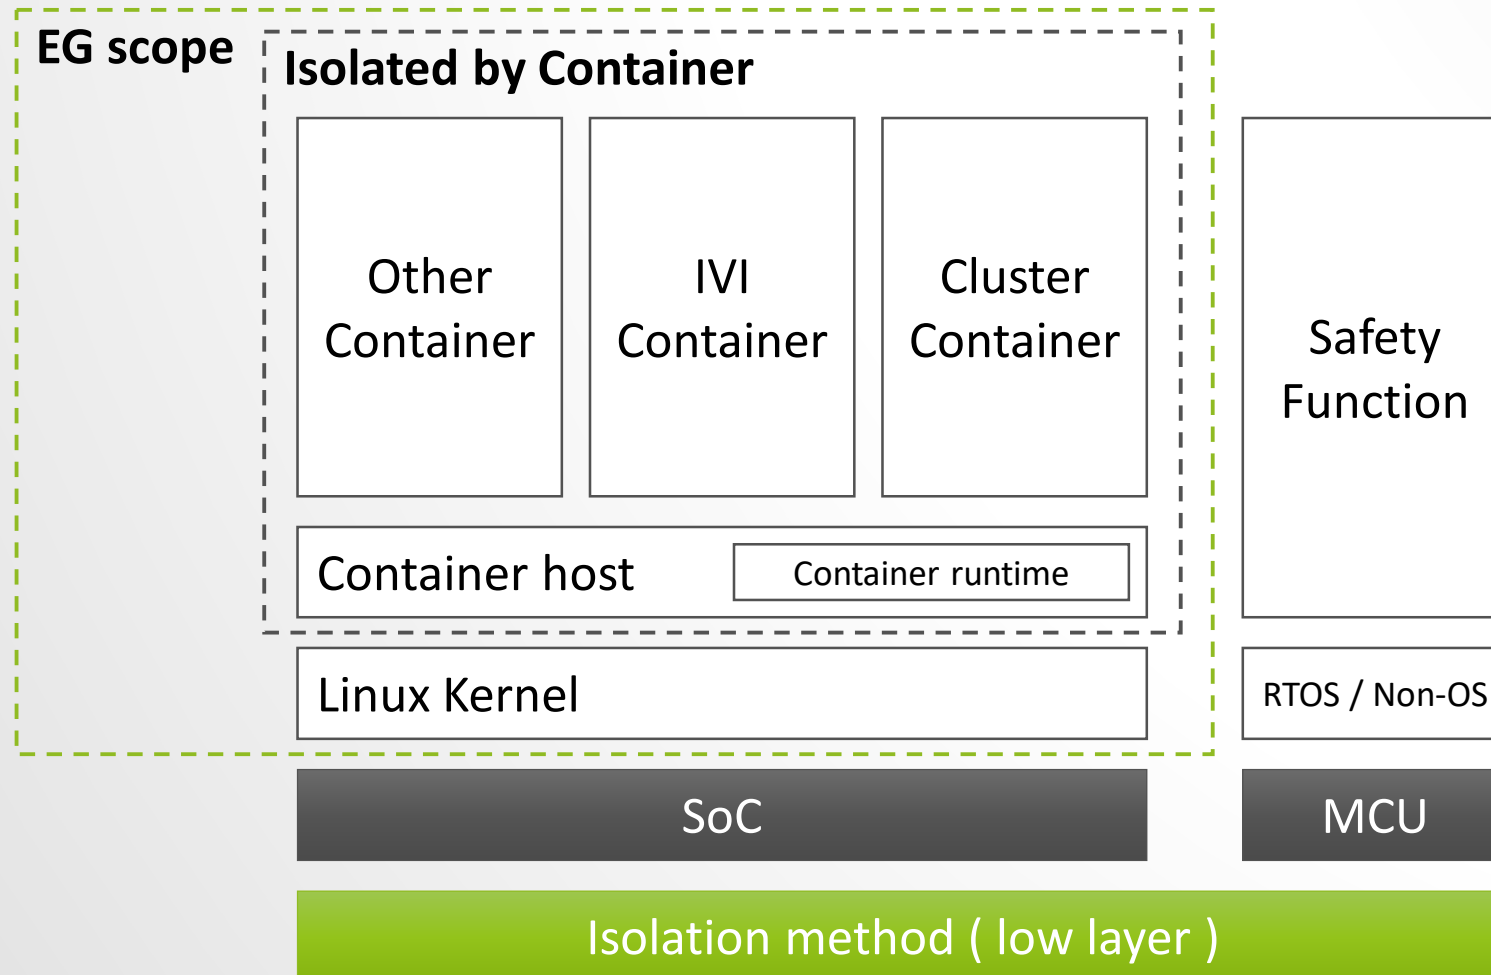 EG scope
Isolated by Container
Other
Container
IVI
Container
Cluster
Container
Safety
Function
Container host
Container runtime
Linux Kernel
RTOS / Non-OS
SoC
MCU
Isolation method ( low layer )